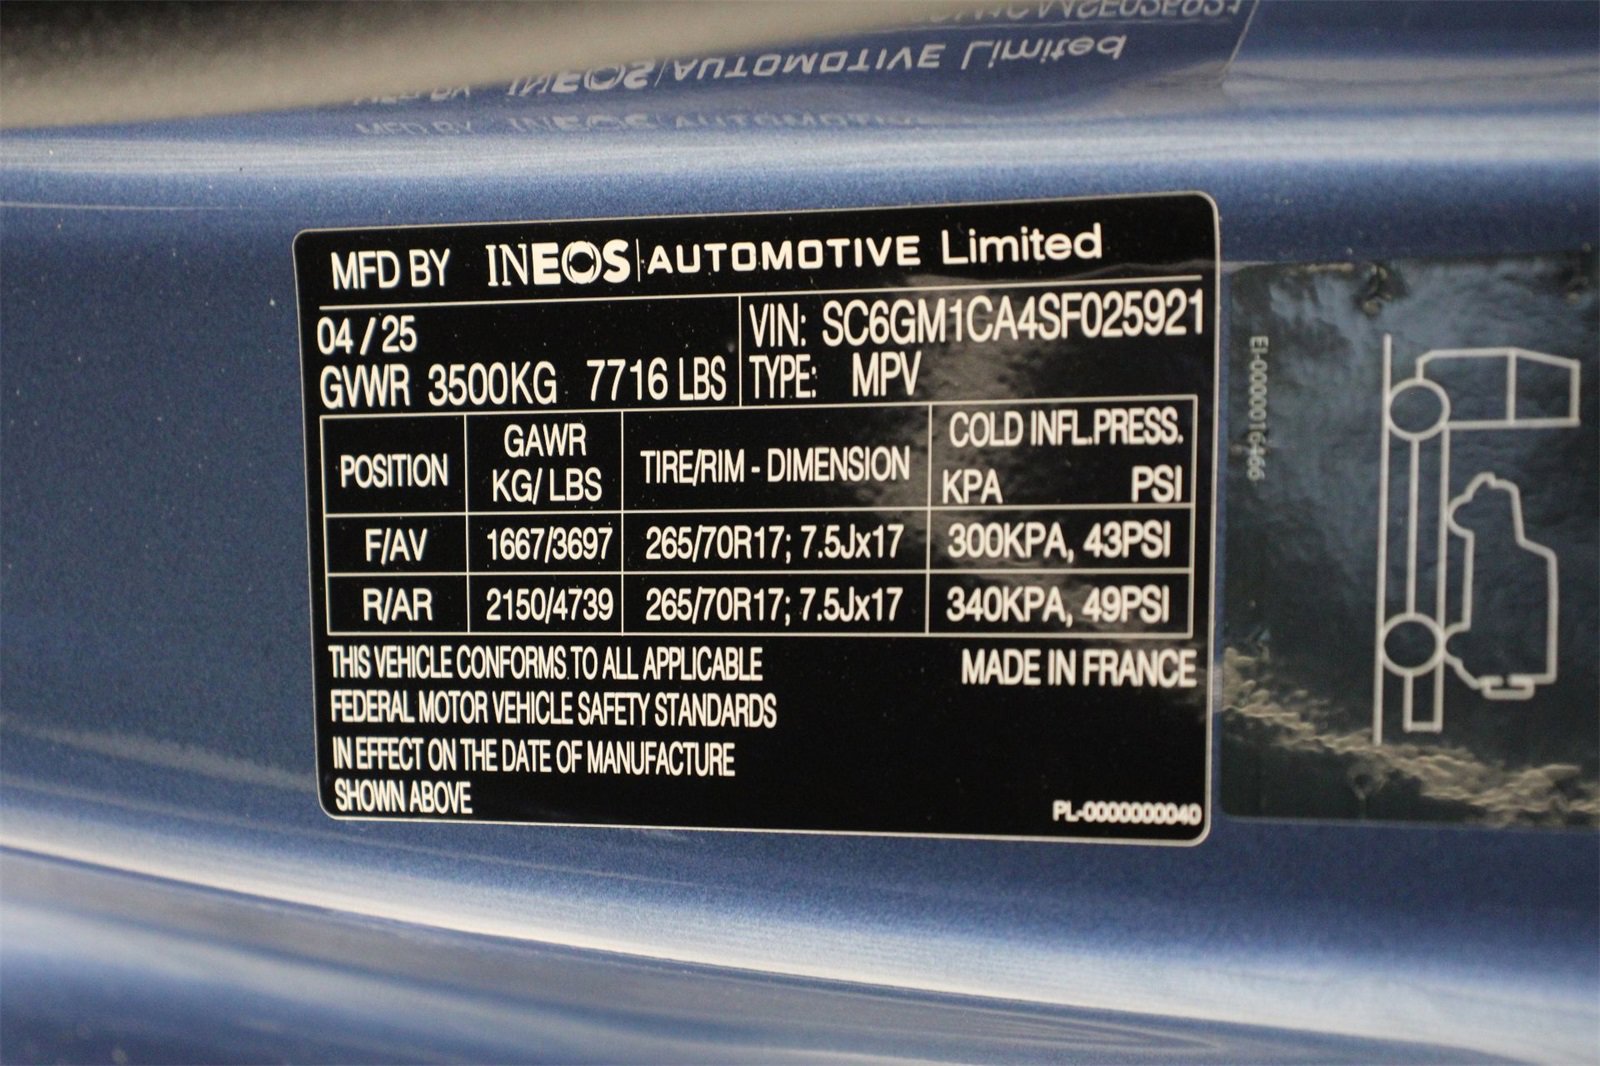 INEOS AUTOMOTIVE Limited
MFD BY INEOS AUTOMOTIVE Limited
04 / 25
GVWR 3500KG 7716 LBS
VIN: SC6GM1CA4SF025921
TYPE: MPV
POSITION GAWR KG/ LBS TIRE/RIM - DIMENSION COLD INFL.PRESS. KPA PSI
F/AV 1667/3697 265/70R17; 7.5Jx17 300KPA, 43PSI
R/AR 2150/4739 265/70R17; 7.5Jx17 340KPA, 49PSI
THIS VEHICLE CONFORMS TO ALL APPLICABLE
FEDERAL MOTOR VEHICLE SAFETY STANDARDS
IN EFFECT ON THE DATE OF MANUFACTURE
SHOWN ABOVE
MADE IN FRANCE
PL-0000000040